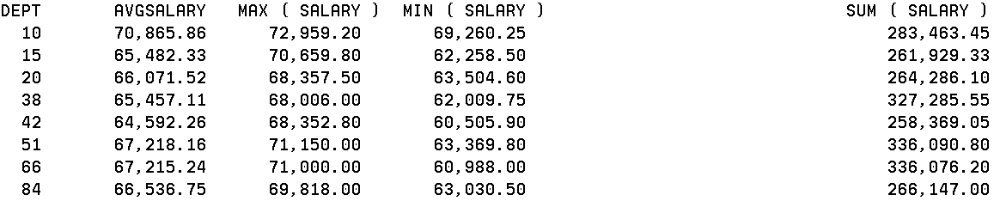 DEPT AVGSALARY MAX ( SALARY ) MIN ( SALARY ) SUM ( SALARY )
10 70,865.86 72,959.20 69,260.25 283,463.45
15 65,482.33 70,659.80 62,258.50 261,929.33
20 66,071.52 68,357.50 63,504.60 264,286.10
38 65,457.11 68,006.00 62,009.75 327,285.55
42 64,592.26 68,352.80 60,505.90 258,369.05
51 67,218.16 71,150.00 63,369.80 336,090.80
66 67,215.24 71,000.00 60,988.00 336,076.20
84 66,536.75 69,818.00 63,030.50 266,147.00